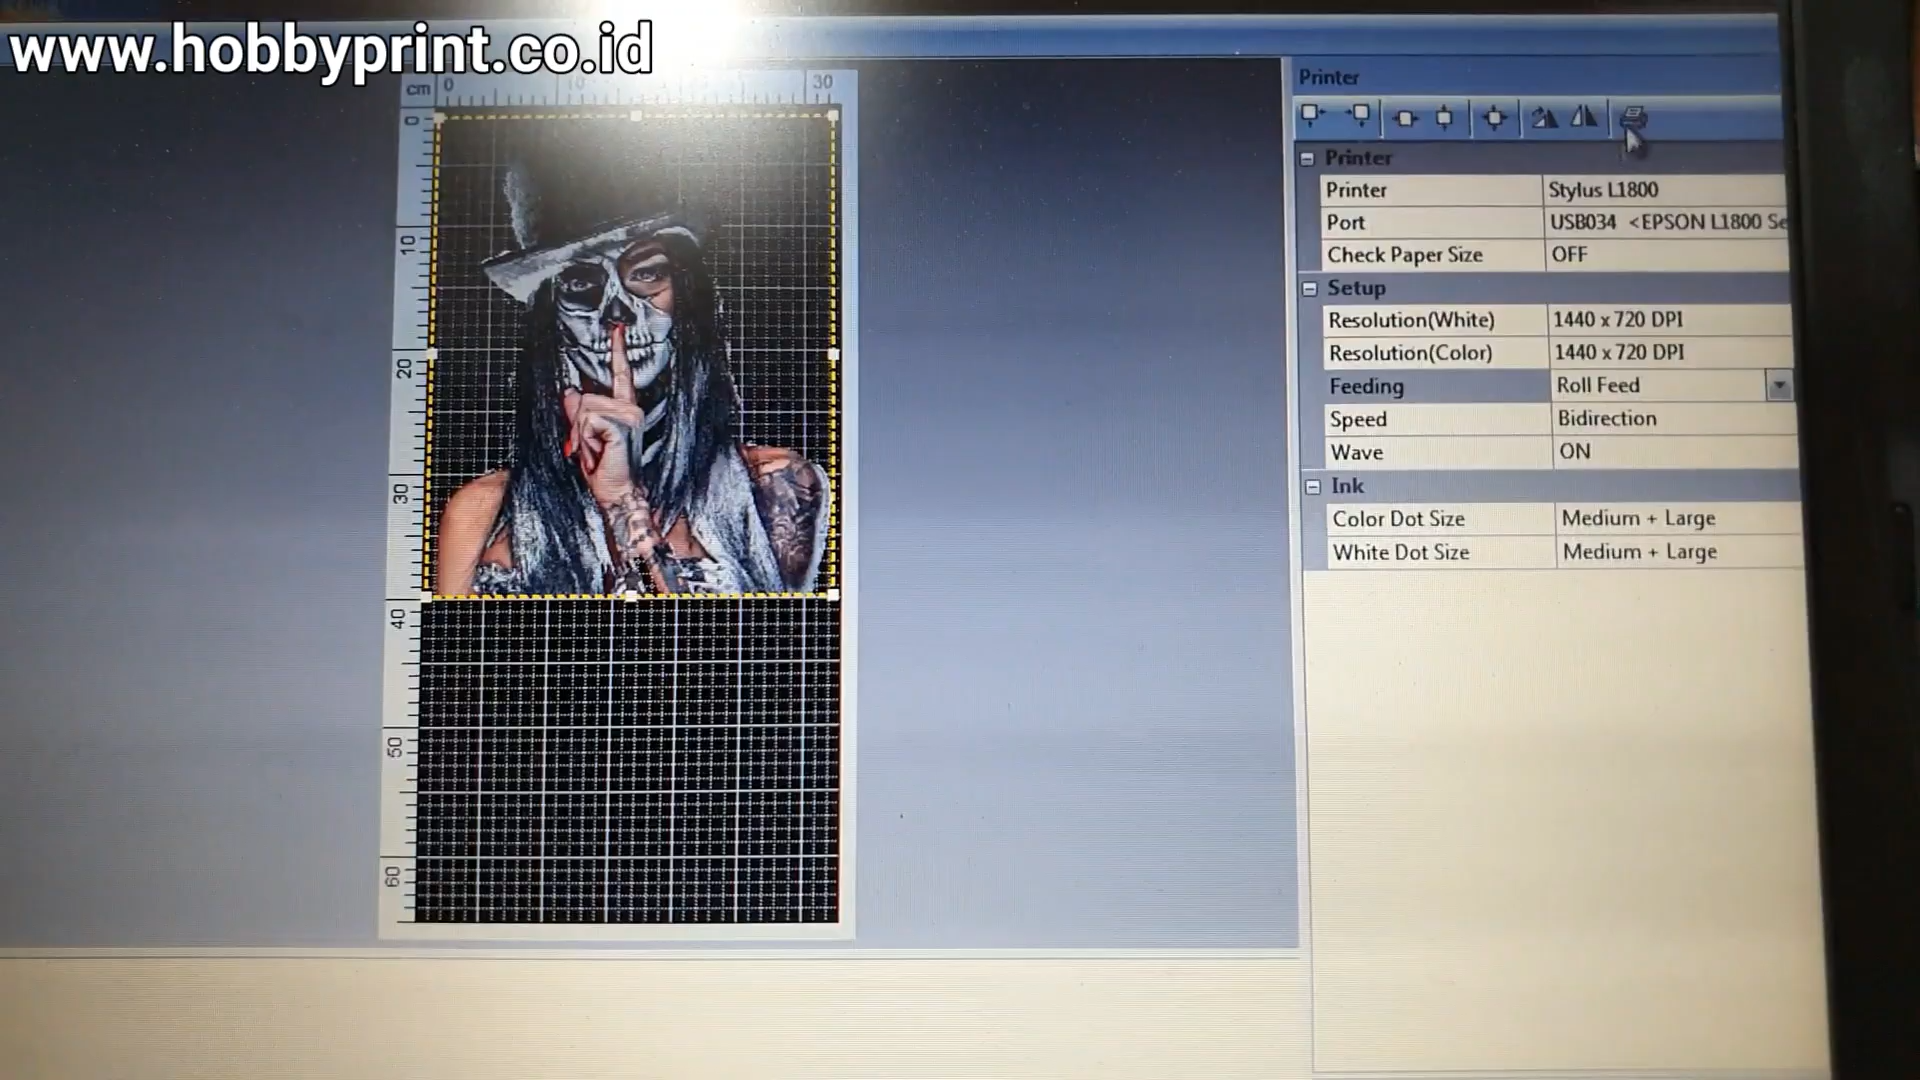 www.hobbyprint.co.id
cm 0 10 30
0
10
20
30
40
50
60
Printer
Printer
Printer Stylus L1800
Port USB034 <EPSON L1800 Se
Check Paper Size OFF
Setup
Resolution(White) 1440 x 720 DPI
Resolution(Color) 1440 x 720 DPI
Feeding Roll Feed
Speed Bidirection
Wave ON
Ink
Color Dot Size Medium + Large
White Dot Size Medium + Large